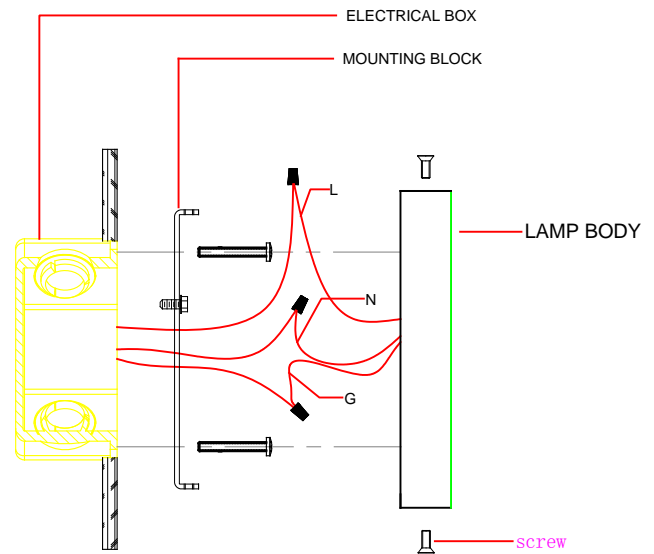 ELECTRICAL BOX
MOUNTING BLOCK
L
LAMP BODY
N
G
screw